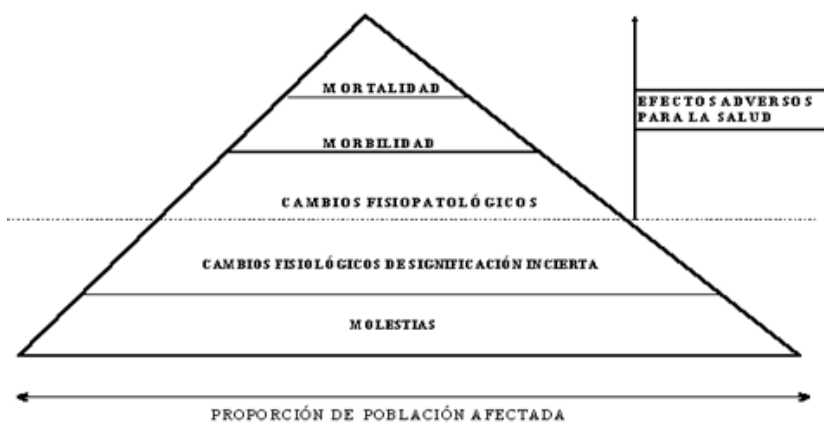 MORTALIDAD
EFECTOS ADVERSOS
PARA LA SALUD
MORBILIDAD
CAMBIOS FISIOPATOLÓGICOS
CAMBIOS FISIOLÓGICOS DE SIGNIFICACIÓN INCIERTA
MOLESTIAS
PROPORCIÓN DE POBLACIÓN AFECTADA